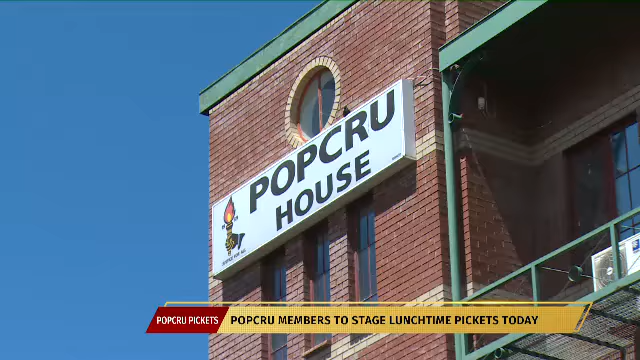 POPCRU
HOUSE
POPCRU PICKETS
POPCRU MEMBERS TO STAGE LUNCHTIME PICKETS TODAY